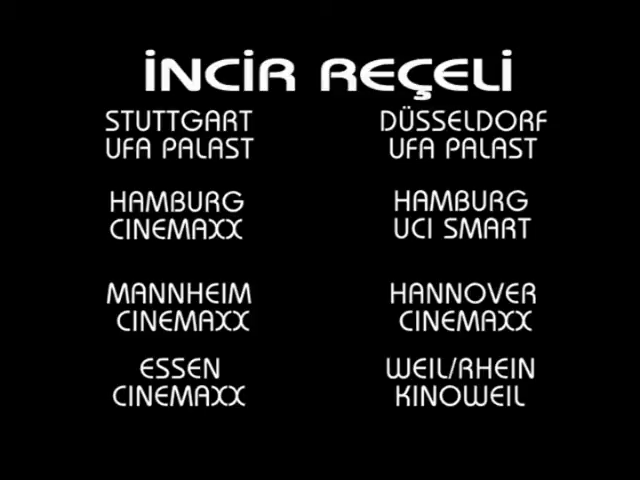 İNCİR REÇELİ
STUTTGART
UFA PALAST
DÜSSELDORF
UFA PALAST
HAMBURG
CINEMAXX
HAMBURG
UCI SMART
MANNHEIM
CINEMAXX
HANNOVER
CINEMAXX
ESSEN
CINEMAXX
WEIL/RHEIN
KINOWEIL